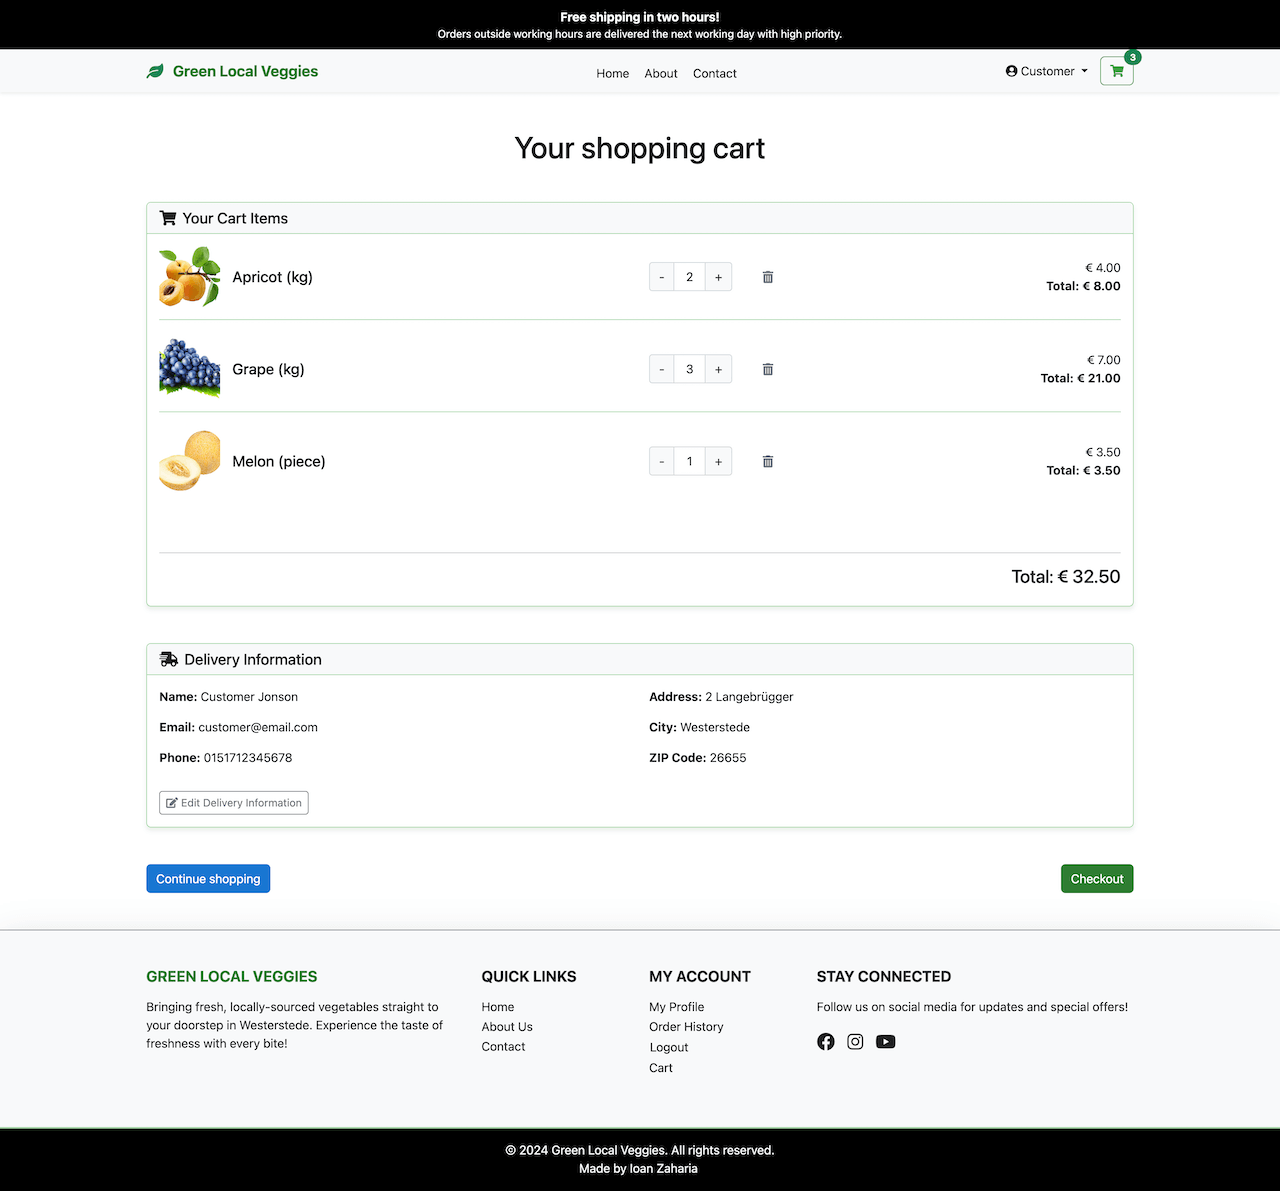 Free shipping in two hours!
Orders outside working hours are delivered the next working day with high priority.
Green Local Veggies
Home About Contact
Customer
3
Your shopping cart
Your Cart Items
Apricot (kg)
- 2 +
€ 4.00
Total: € 8.00
Grape (kg)
- 3 +
€ 7.00
Total: € 21.00
Melon (piece)
- 1 +
€ 3.50
Total: € 3.50
Total: € 32.50
Delivery Information
Name: Customer Jonson
Address: 2 Langebrügger
Email: customer@email.com
City: Westerstede
Phone: 0151712345678
ZIP Code: 26655
Edit Delivery Information
Continue shopping
Checkout
GREEN LOCAL VEGGIES
Bringing fresh, locally-sourced vegetables straight to
your doorstep in Westerstede. Experience the taste of
freshness with every bite!
QUICK LINKS
Home
About Us
Contact
MY ACCOUNT
My Profile
Order History
Logout
Cart
STAY CONNECTED
Follow us on social media for updates and special offers!
© 2024 Green Local Veggies. All rights reserved.
Made by Ioan Zaharia